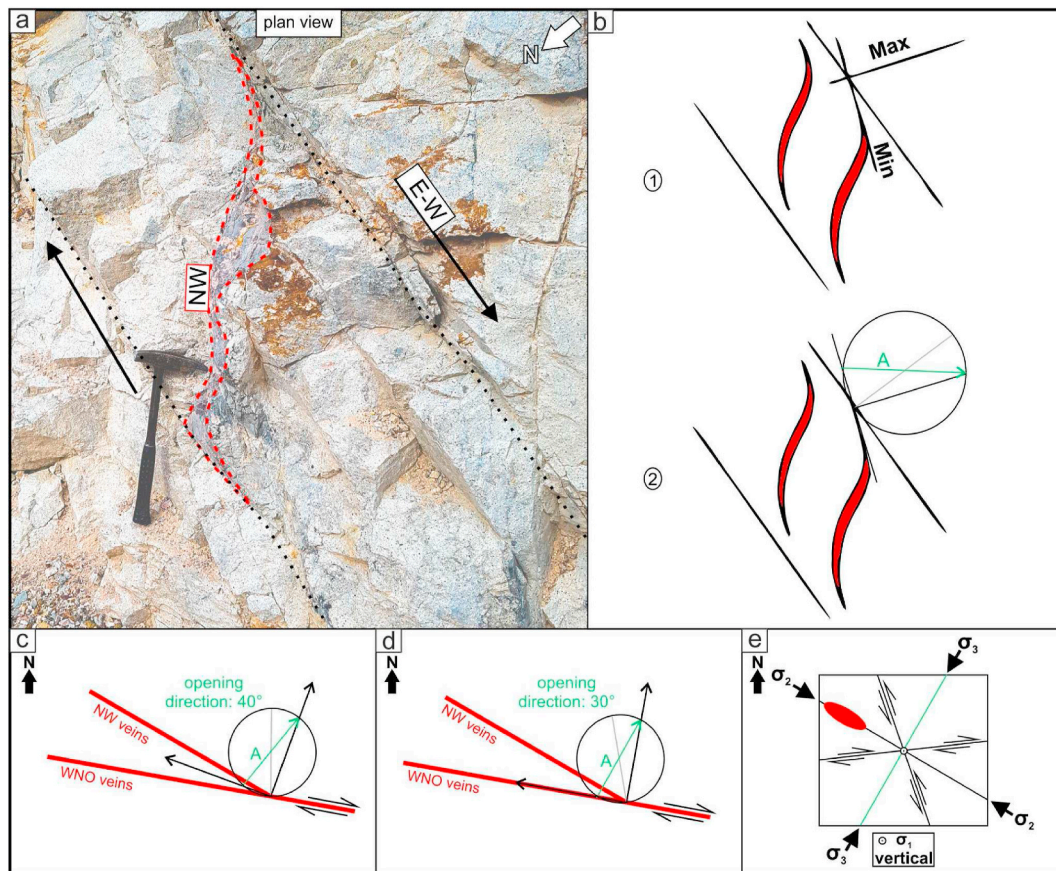 a
plan view
N
E-W
NW
b
Max
Min
1
A
2
c
N
opening
direction: 40°
NW veins
A
WNO veins
d
N
opening
direction: 30°
NW veins
A
WNO veins
e
N
σ3
σ2
σ2
σ3
⊙ σ1
vertical